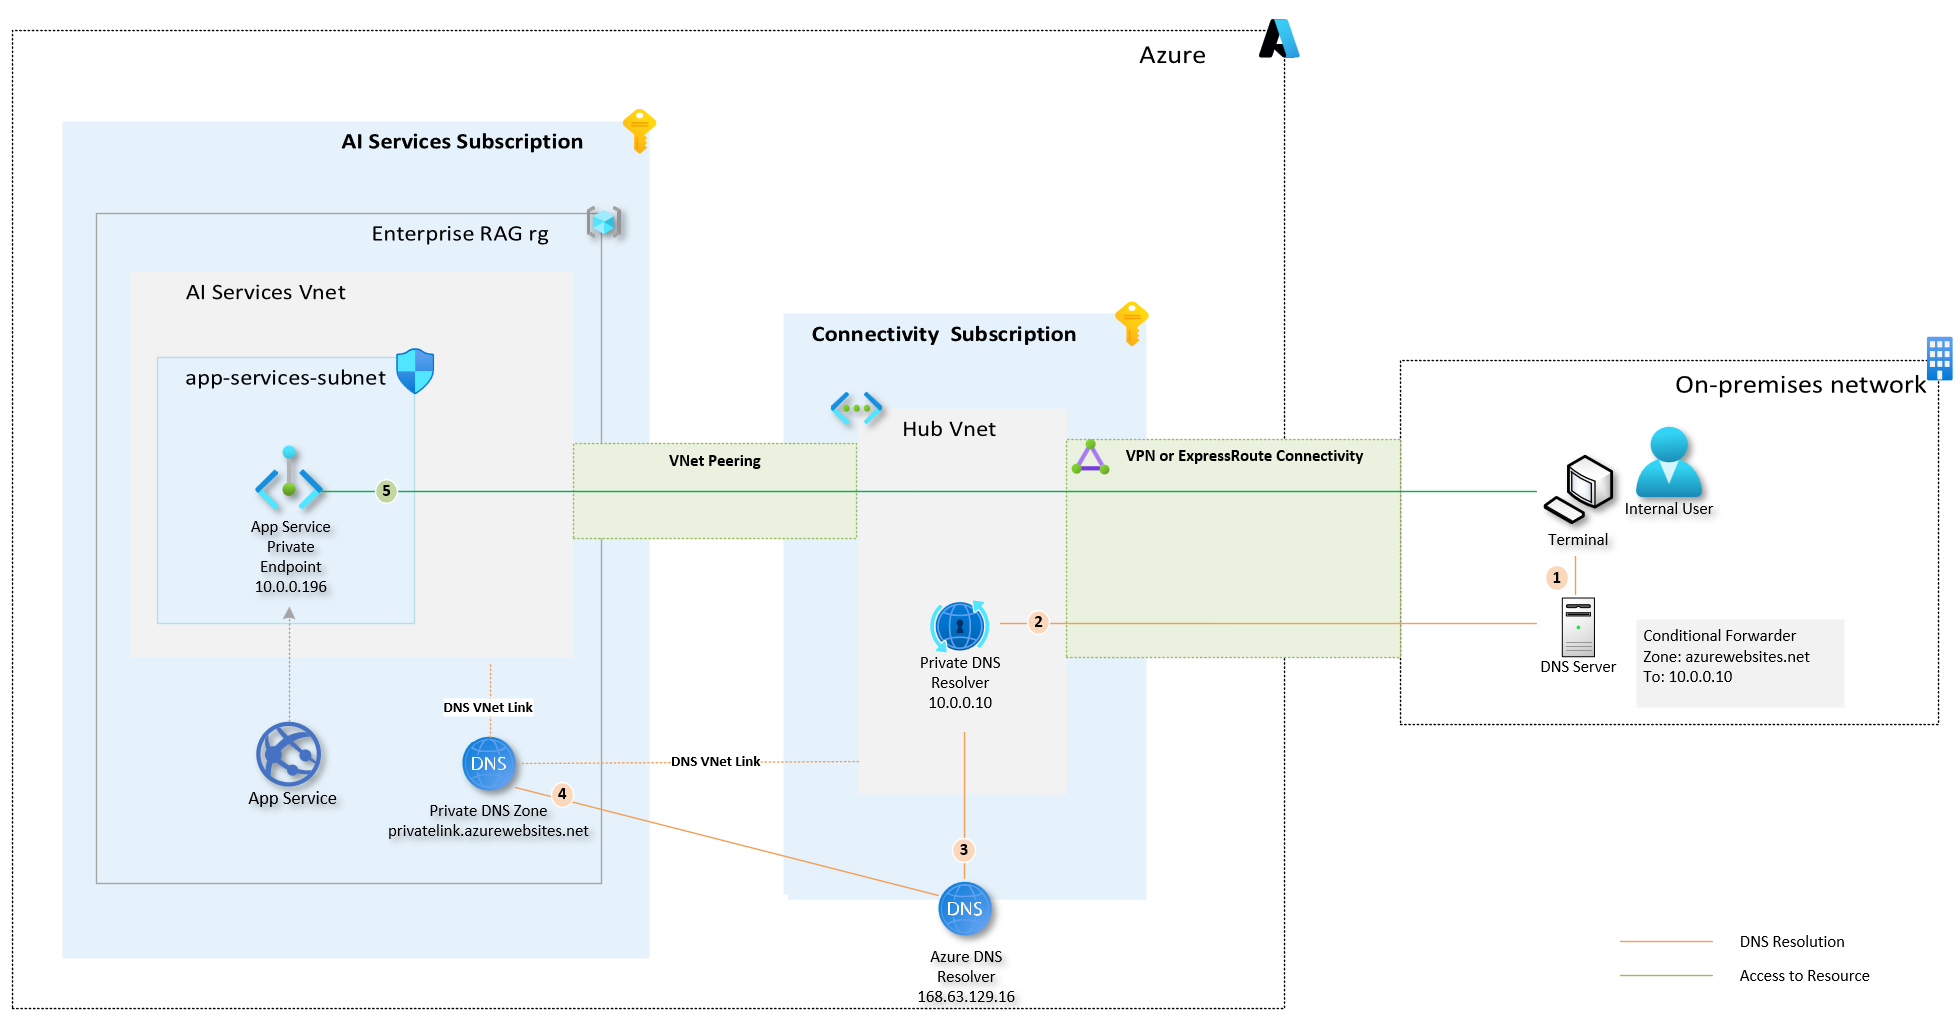 Azure
AI Services Subscription
Enterprise RAG rg
AI Services Vnet
app-services-subnet
5
App Service
Private
Endpoint
10.0.0.196
App Service
DNS VNet Link
DNS
Private DNS Zone
privatelink.azurewebsites.net
4
DNS VNet Link
VNet Peering
Connectivity  Subscription
Hub Vnet
2
Private DNS
Resolver
10.0.0.10
3
DNS
Azure DNS
Resolver
168.63.129.16
VPN or ExpressRoute Connectivity
On-premises network
Internal User
Terminal
1
DNS Server
Conditional Forwarder
Zone: azurewebsites.net
To: 10.0.0.10
DNS Resolution
Access to Resource